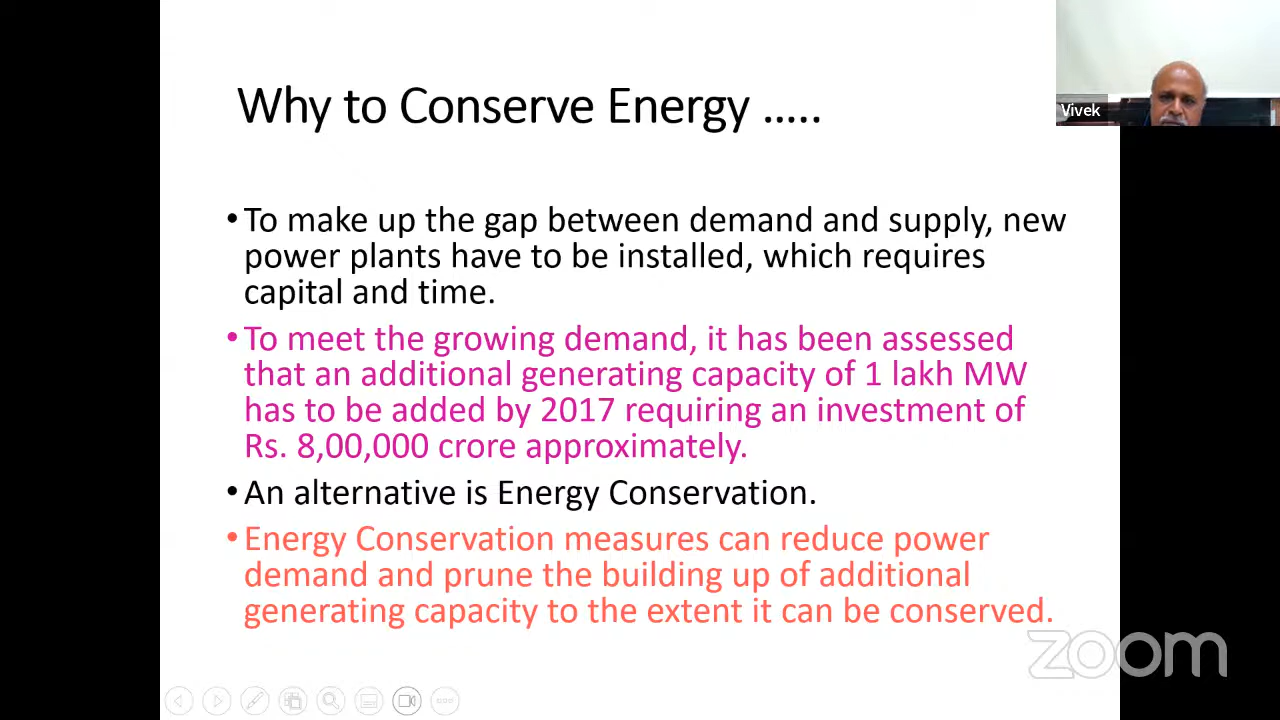 Why to Conserve Energy .....
Vivek
• To make up the gap between demand and supply, new
power plants have to be installed, which requires
capital and time.
• To meet the growing demand, it has been assessed
that an additional generating capacity of 1 lakh MW
has to be added by 2017 requiring an investment of
Rs. 8,00,000 crore approximately.
• An alternative is Energy Conservation.
• Energy Conservation measures can reduce power
demand and prune the building up of additional
generating capacity to the extent it can be conserved.
zoom